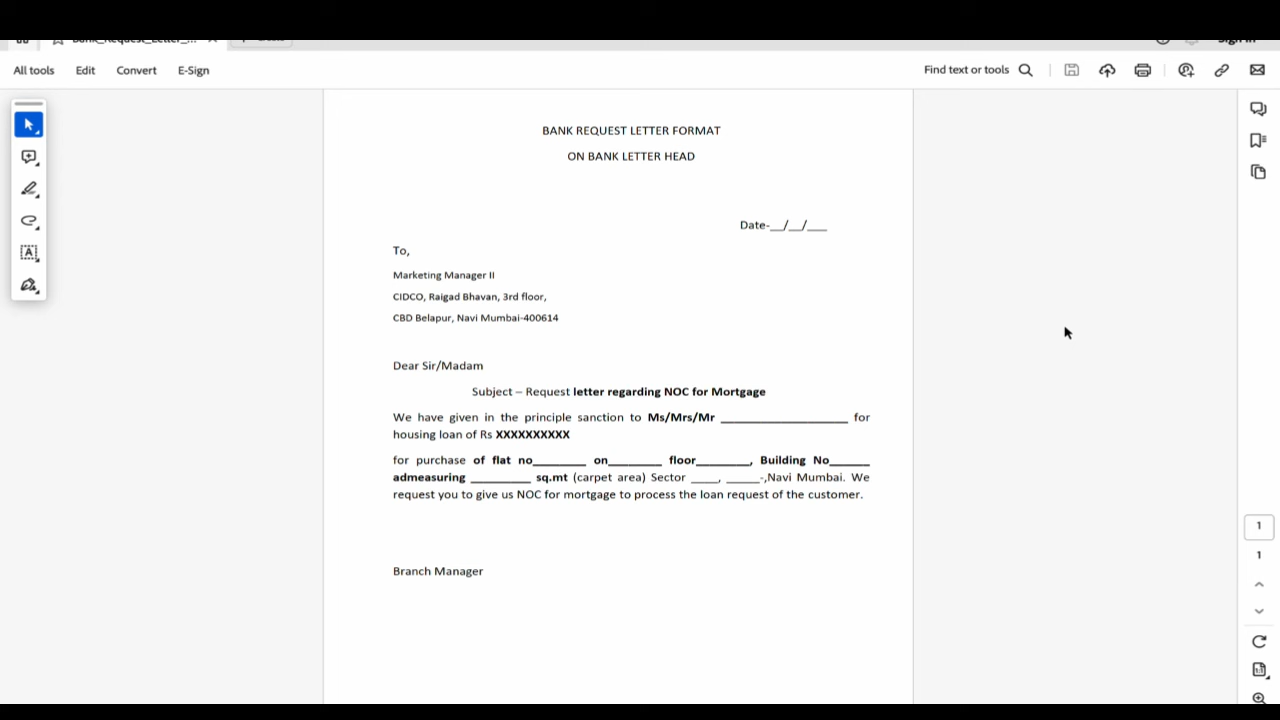 All tools Edit Convert E-Sign Find text or tools
BANK REQUEST LETTER FORMAT
ON BANK LETTER HEAD
Date-__/__/___
To,
Marketing Manager II
CIDCO, Raigad Bhavan, 3rd floor,
CBD Belapur, Navi Mumbai-400614
Dear Sir/Madam
Subject – Request letter regarding NOC for Mortgage
We have given in the principle sanction to Ms/Mrs/Mr ___________________ for
housing loan of Rs XXXXXXXXXX
for purchase of flat no________ on________ floor________, Building No______
admeasuring _________ sq.mt (carpet area) Sector ____, _____-,Navi Mumbai. We
request you to give us NOC for mortgage to process the loan request of the customer.
Branch Manager
1
1